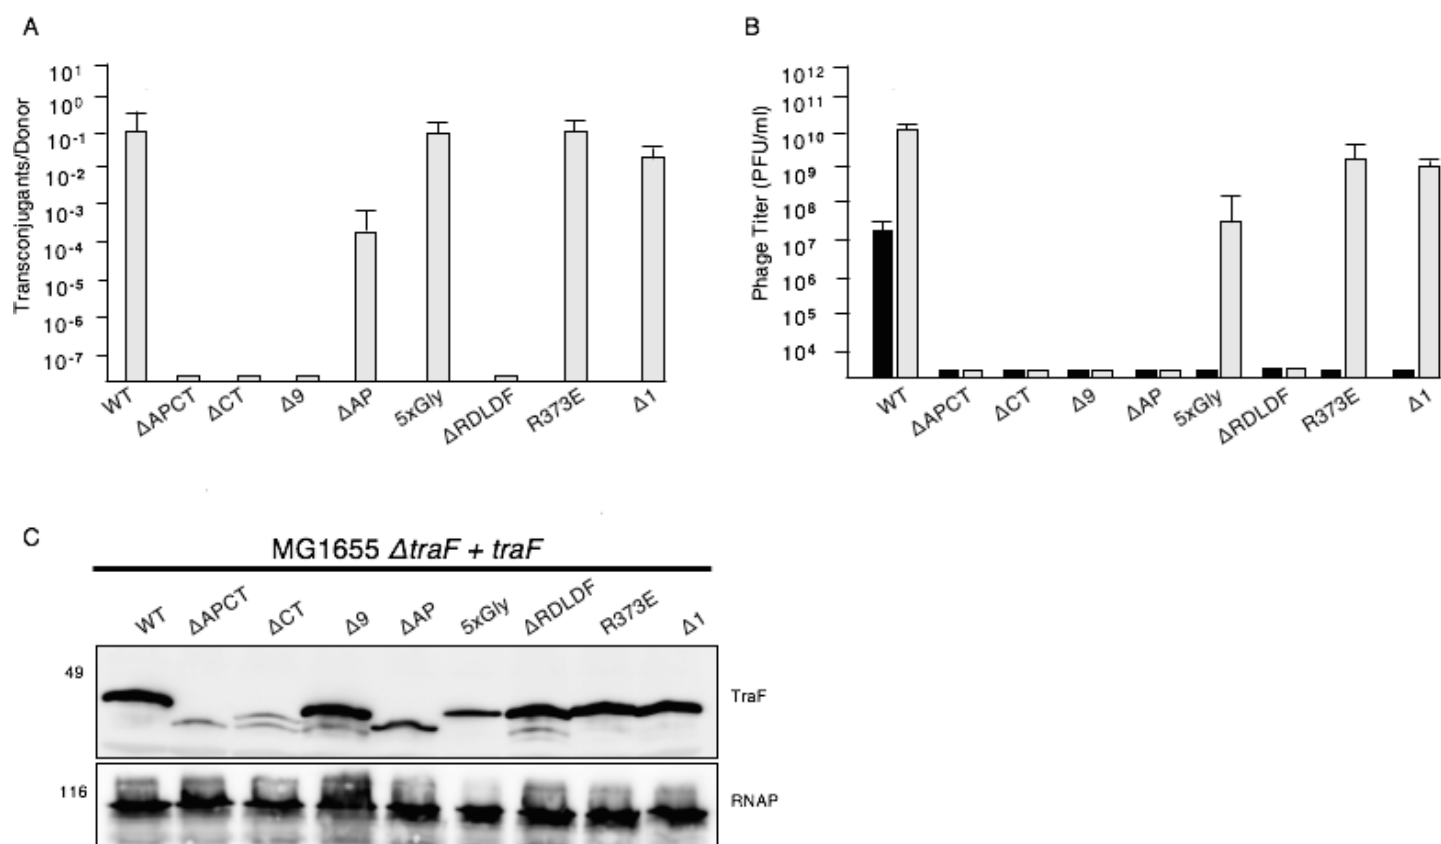 A
Transconjugants/Donor
10¹
10⁰
10⁻¹
10⁻²
10⁻³
10⁻⁴
10⁻⁵
10⁻⁶
10⁻⁷
WT ΔAPCT ΔCT Δ9 ΔAP 5xGly ΔRDLDF R373E Δ1
B
Phage Titer (PFU/ml)
10¹²
10¹¹
10¹⁰
10⁹
10⁸
10⁷
10⁶
10⁵
10⁴
WT ΔAPCT ΔCT Δ9 ΔAP 5xGly ΔRDLDF R373E Δ1
C
MG1655 ΔtraF + traF
WT ΔAPCT ΔCT Δ9 ΔAP 5xGly ΔRDLDF R373E Δ1
49
TraF
116
RNAP